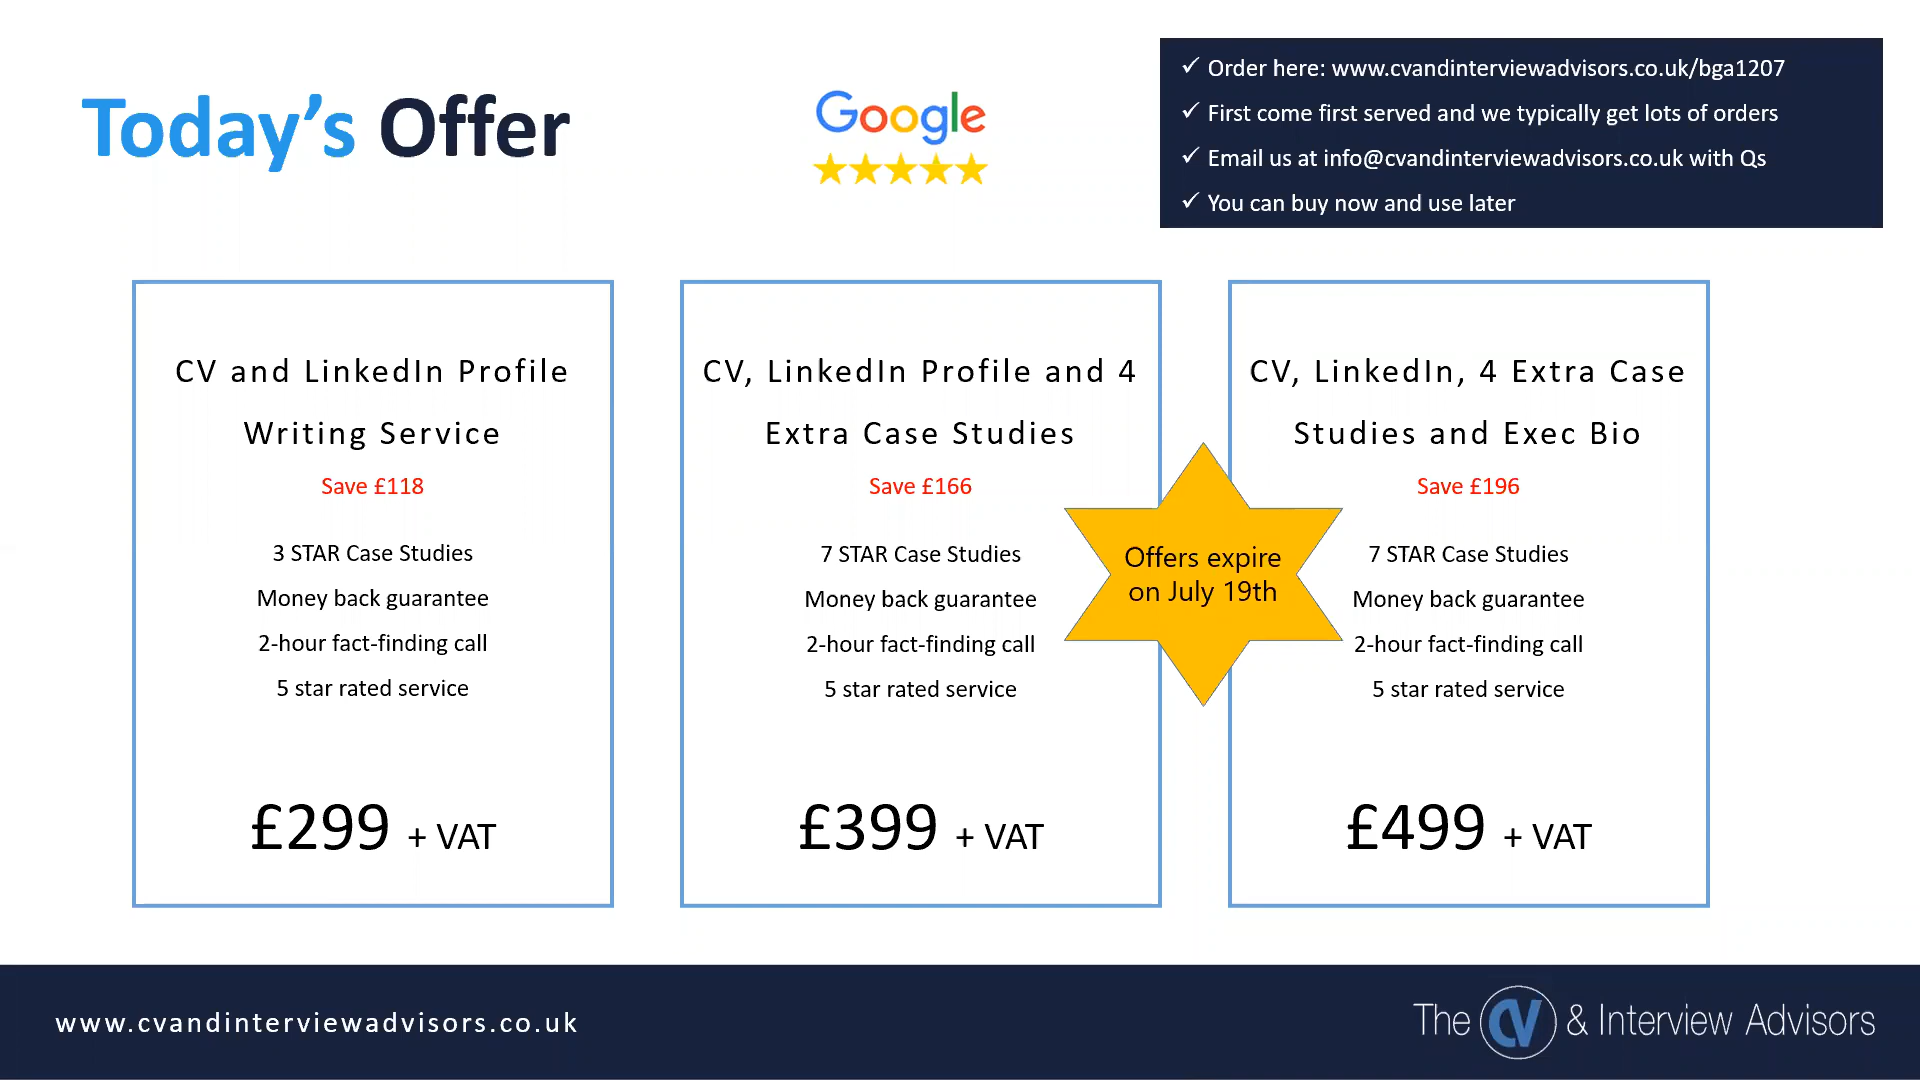 Today's Offer
Google
✓ Order here: www.cvandinterviewadvisors.co.uk/bga1207
✓ First come first served and we typically get lots of orders
✓ Email us at info@cvandinterviewadvisors.co.uk with Qs
✓ You can buy now and use later
CV and LinkedIn Profile
Writing Service
Save £118
3 STAR Case Studies
Money back guarantee
2-hour fact-finding call
5 star rated service
£299 + VAT
CV, LinkedIn Profile and 4
Extra Case Studies
Save £166
7 STAR Case Studies
Money back guarantee
2-hour fact-finding call
5 star rated service
£399 + VAT
Offers expire
on July 19th
CV, LinkedIn, 4 Extra Case
Studies and Exec Bio
Save £196
7 STAR Case Studies
Money back guarantee
2-hour fact-finding call
5 star rated service
£499 + VAT
www.cvandinterviewadvisors.co.uk
The CV & Interview Advisors